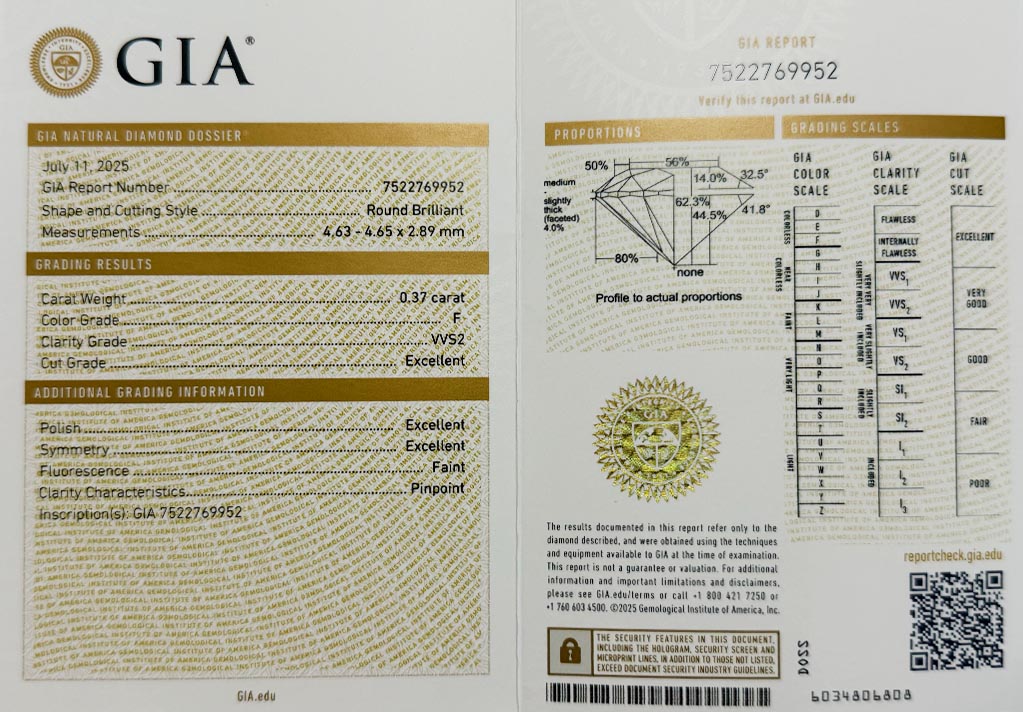 GIA®
GIA NATURAL DIAMOND DOSSIER®
July 11, 2025
GIA Report Number 7522769952
Shape and Cutting Style Round Brilliant
Measurements 4.63 - 4.65 x 2.89 mm
GRADING RESULTS
Carat Weight 0.37 carat
Color Grade F
Clarity Grade VVS2
Cut Grade Excellent
ADDITIONAL GRADING INFORMATION
Polish Excellent
Symmetry Excellent
Fluorescence Faint
Clarity Characteristics Pinpoint
Inscription(s): GIA 7522769952
GIA.edu
GIA REPORT
7522769952
Verify this report at GIA.edu
PROPORTIONS
50%
56%
14.0%
32.5°
medium
-
slightly
thick
(faceted)
4.0%
62.3%
44.5%
41.8°
80%
none
Profile to actual proportions
GIA
The results documented in this report refer only to the
diamond described, and were obtained using the techniques
and equipment available to GIA at the time of examination.
This report is not a guarantee or valuation. For additional
information and important limitations and disclaimers,
please see GIA.edu/terms or call +1 800 421 7250 or
+1 760 603 4500. ©2025 Gemological Institute of America, Inc.
THE SECURITY FEATURES IN THIS DOCUMENT,
INCLUDING THE HOLOGRAM, SECURITY SCREEN AND
MICROPRINT LINES, IN ADDITION TO THOSE NOT LISTED,
EXCEED DOCUMENT SECURITY INDUSTRY GUIDELINES.
GRADING SCALES
GIA
COLOR
SCALE
COLORLESS
D
E
F
NEAR
COLORLESS
G
H
I
J
FAINT
K
L
M
VERY LIGHT
N
O
P
Q
R
LIGHT
S
T
U
V
W
X
Y
Z
GIA
CLARITY
SCALE
FLAWLESS
INTERNALLY
FLAWLESS
VERY VERY
SLIGHTLY INCLUDED
VVS1
VVS2
VERY SLIGHTLY
INCLUDED
VS1
VS2
SLIGHTLY
INCLUDED
SI1
SI2
INCLUDED
I1
I2
I3
GIA
CUT
SCALE
EXCELLENT
VERY
GOOD
GOOD
FAIR
POOR
reportcheck.gia.edu
D022
6034806808